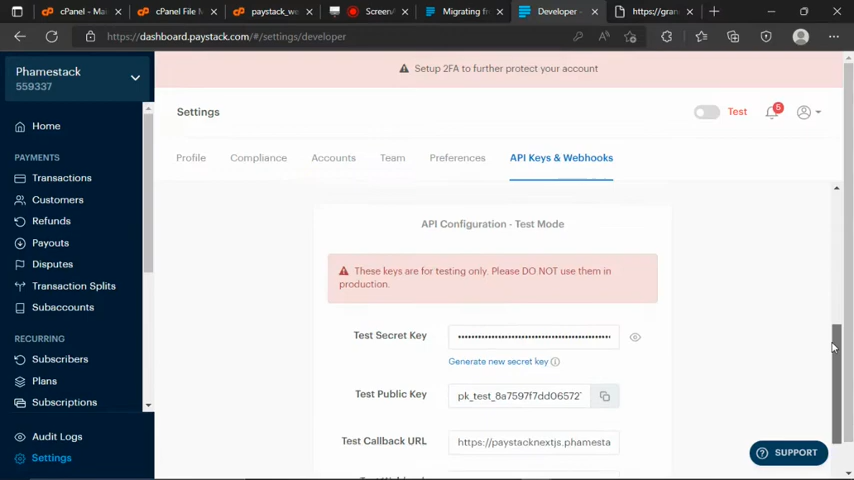 cPanel - Mai
cPanel File M
paystack_we
ScreenA
Migrating fr
Developer -
https://gran
https://dashboard.paystack.com/#/settings/developer
Phamestack
559337
Setup 2FA to further protect your account
Settings
Test
5
Profile
Compliance
Accounts
Team
Preferences
API Keys & Webhooks
Home
PAYMENTS
Transactions
Customers
Refunds
Payouts
Disputes
Transaction Splits
Subaccounts
RECURRING
Subscribers
Plans
Subscriptions
Audit Logs
Settings
API Configuration - Test Mode
These keys are for testing only. Please DO NOT use them in
production.
Test Secret Key
Generate new secret key
Test Public Key
pk_test_8a7597f7dd06572
Test Callback URL
https://paystacknextjs.phamesta
SUPPORT